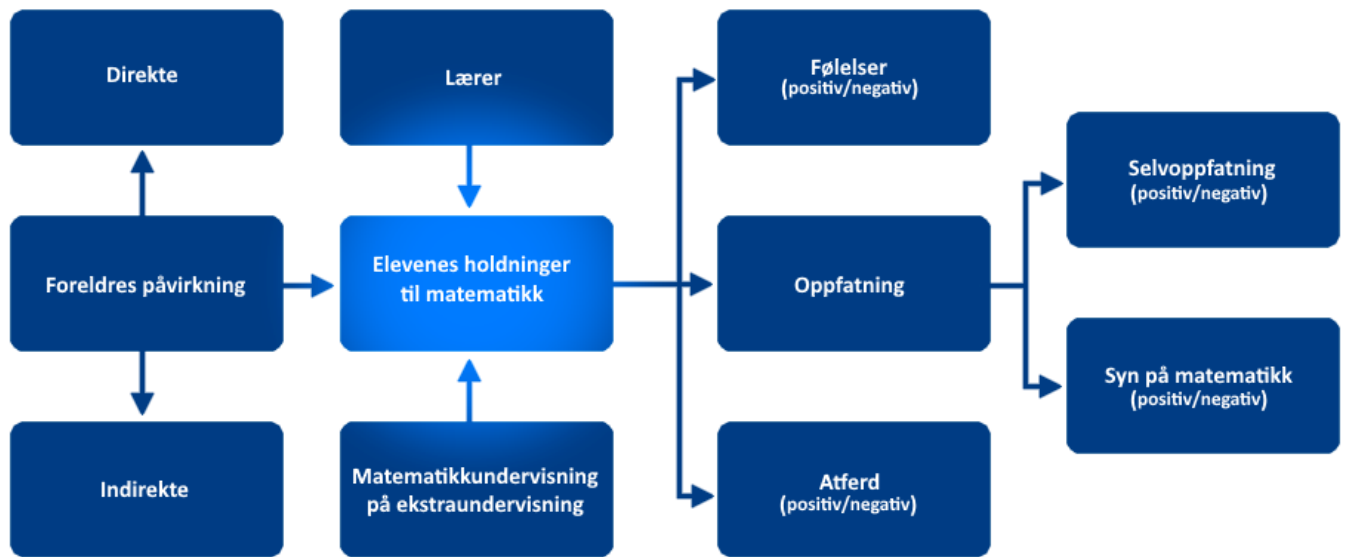 Direkte
Lærer
Følelser
(positiv/negativ)
Selvoppfatning
(positiv/negativ)
Foreldres påvirkning
Elevenes holdninger
til matematikk
Oppfatning
Syn på matematikk
(positiv/negativ)
Indirekte
Matematikkundervisning
på ekstraundervisning
Atferd
(positiv/negativ)